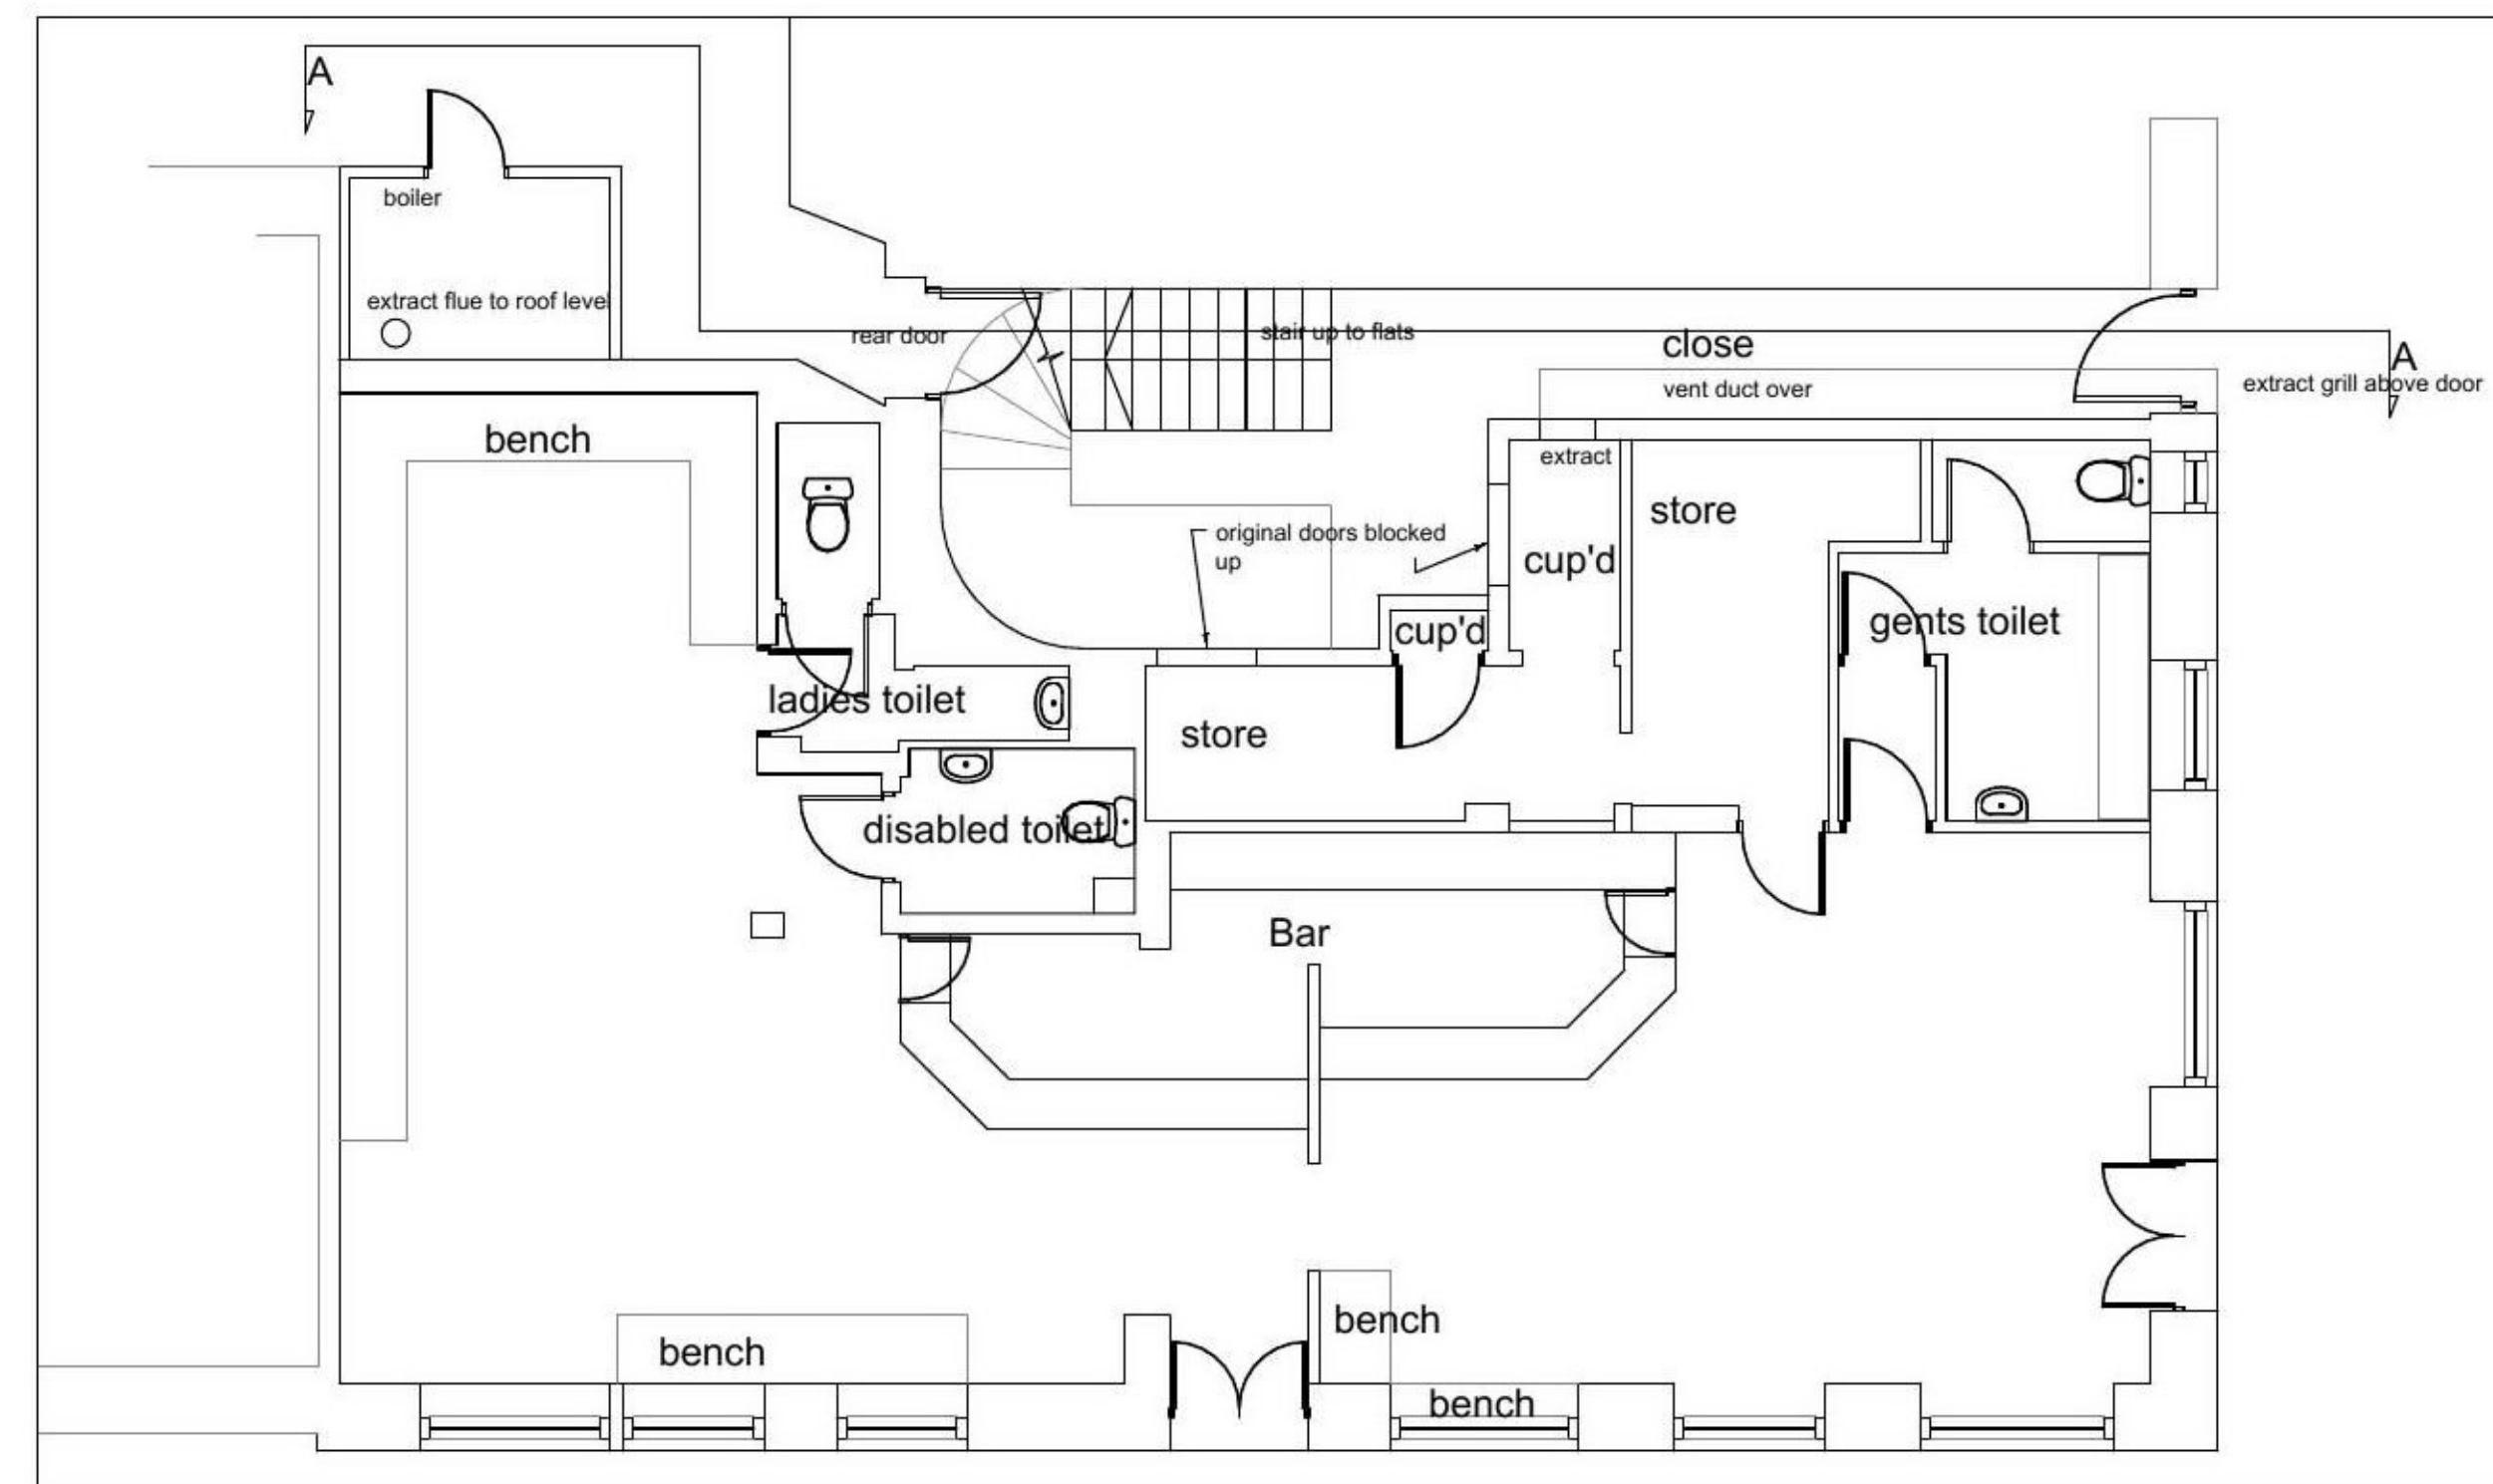 A
boiler
extract flue to roof level
rear door
stair up to flats
close
A
vent duct over
extract grill above door
bench
extract
store
original doors blocked
up
cup'd
cup'd
gents toilet
ladies toilet
store
disabled toilet
Bar
bench
bench
bench